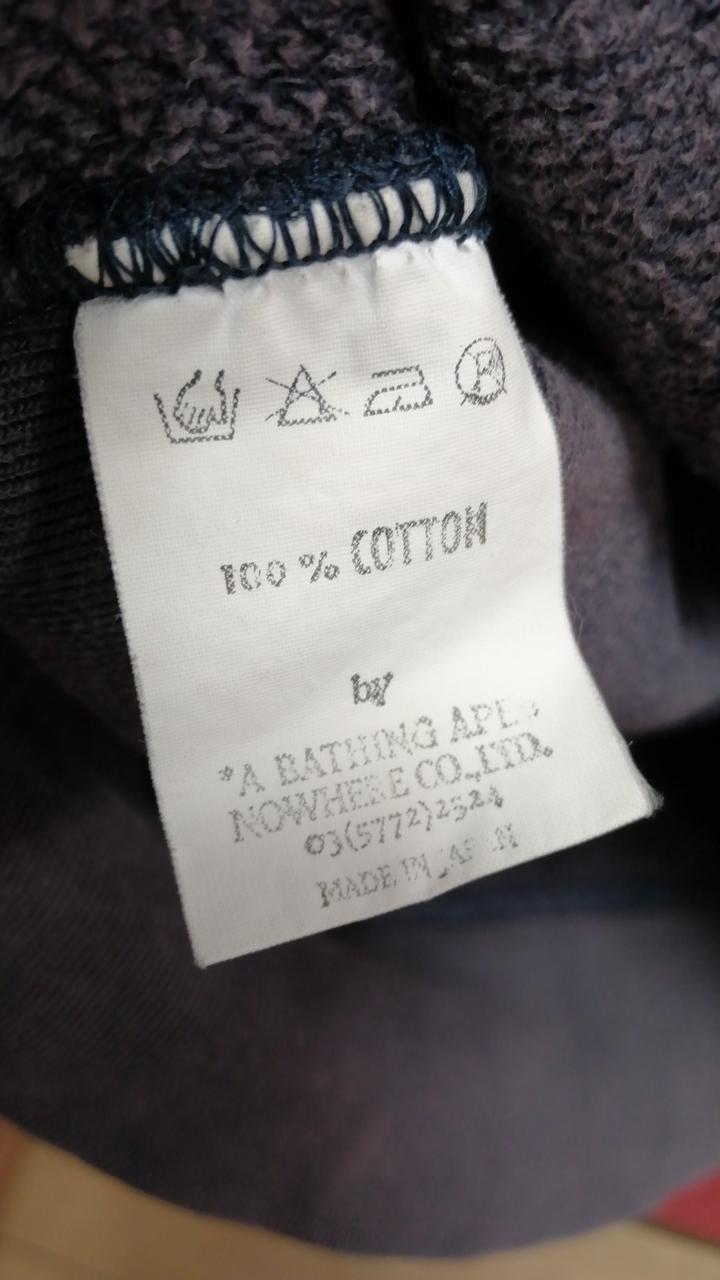 100 % COTTON
by
*A BATHING APE®
NOWHERE CO.,LTD.
03(5772)2524
MADE IN JAPAN